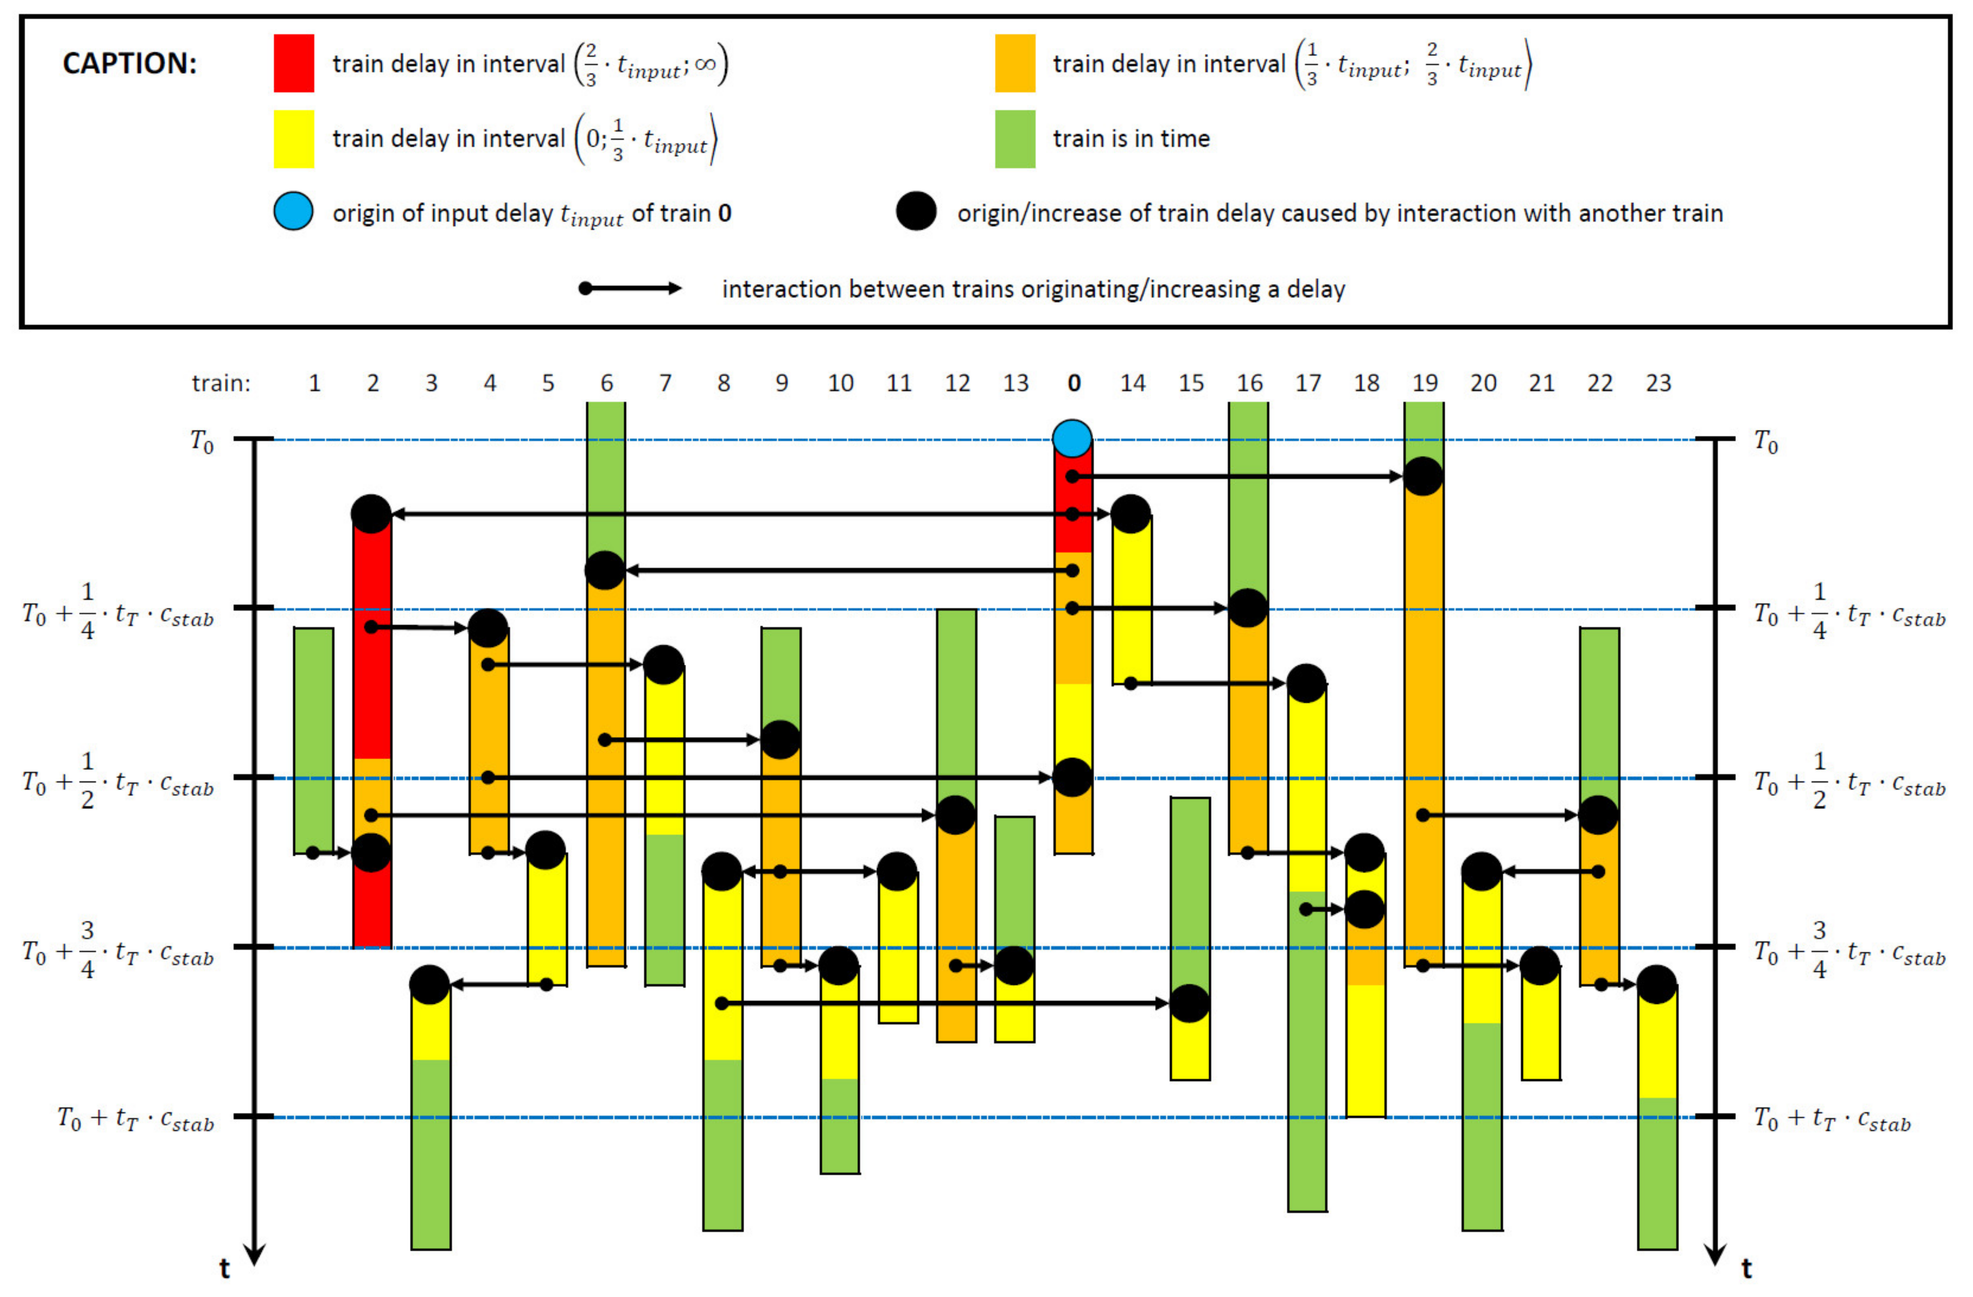 CAPTION:
train delay in interval (2/3 · t_input; ∞)
train delay in interval (1/3 · t_input; 2/3 · t_input⟩
train delay in interval (0; 1/3 · t_input⟩
train is in time
origin of input delay t_input of train 0
origin/increase of train delay caused by interaction with another train
interaction between trains originating/increasing a delay
train: 1 2 3 4 5 6 7 8 9 10 11 12 13 0 14 15 16 17 18 19 20 21 22 23
T_0 T_0
T_0 + 1/4 · t_T · c_stab T_0 + 1/4 · t_T · c_stab
T_0 + 1/2 · t_T · c_stab T_0 + 1/2 · t_T · c_stab
T_0 + 3/4 · t_T · c_stab T_0 + 3/4 · t_T · c_stab
T_0 + t_T · c_stab T_0 + t_T · c_stab
t t